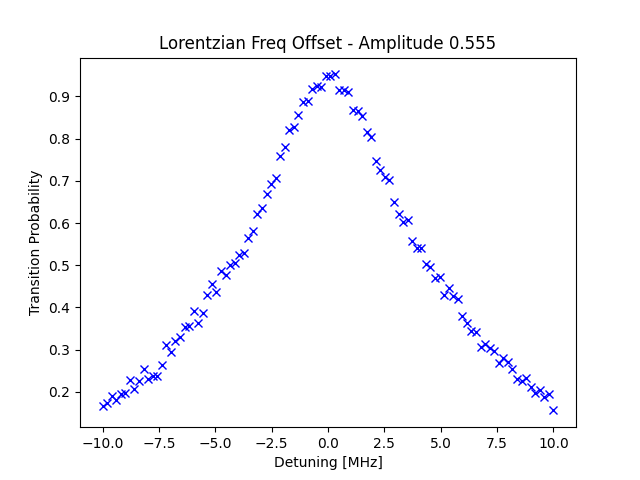 Lorentzian Freq Offset - Amplitude 0.555
Transition Probability
0.9
0.8
0.7
0.6
0.5
0.4
0.3
0.2
−10.0 −7.5 −5.0 −2.5 0.0 2.5 5.0 7.5 10.0
Detuning [MHz]